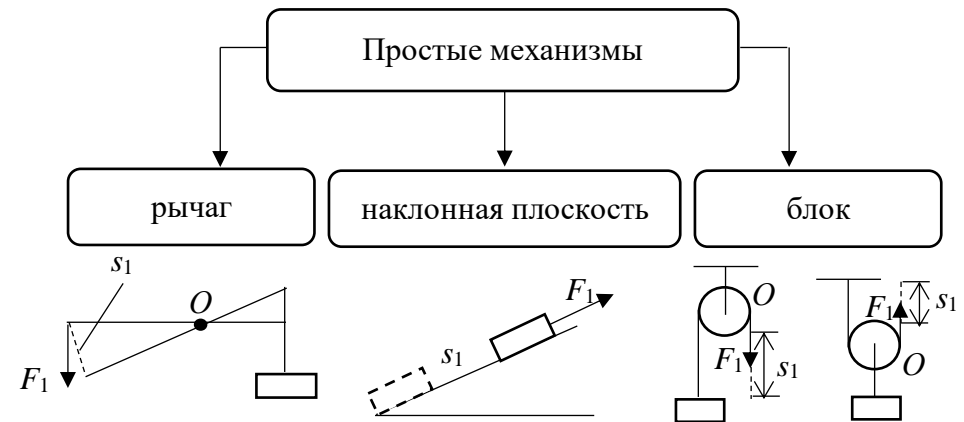 Простые механизмы
рычаг
наклонная плоскость
блок
s1
O
F1
F1
s1
O
F1
s1
F1
s1
O